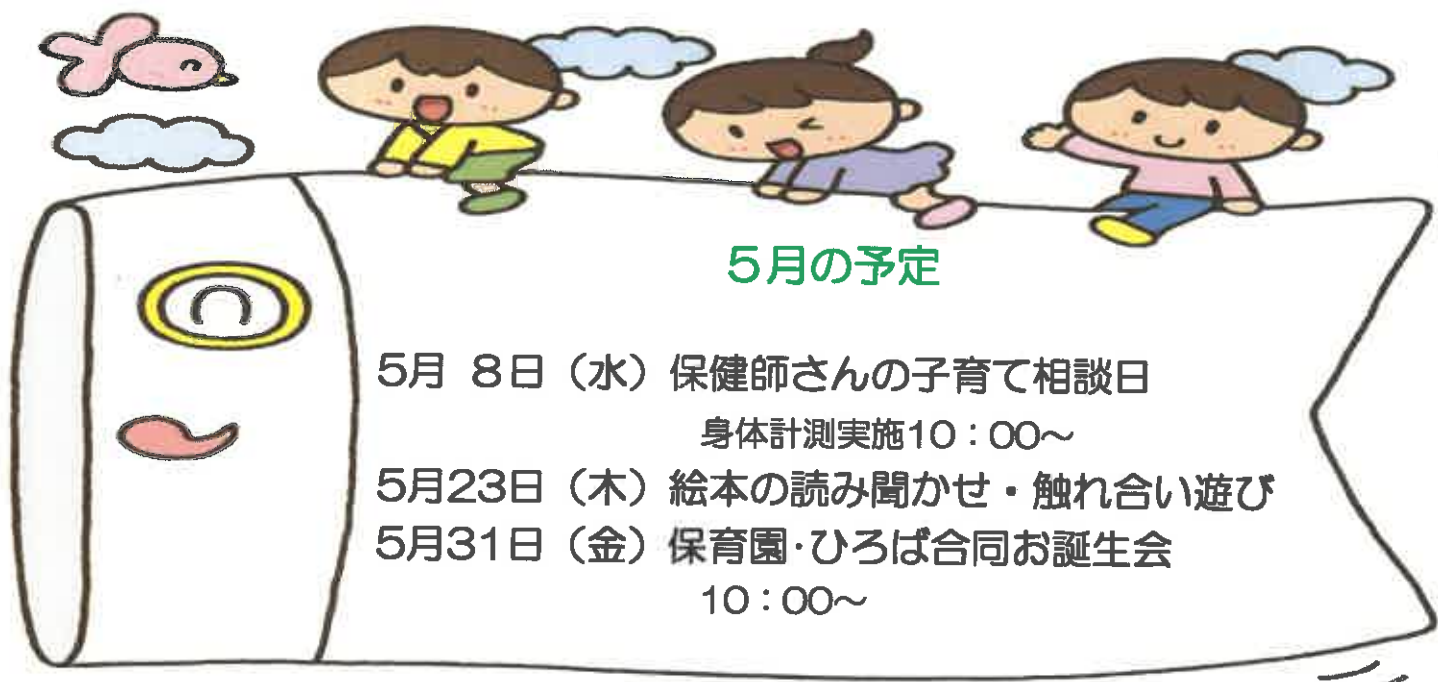 5月の予定
5月 8日（水）保健師さんの子育て相談日
身体計測実施10：00～
5月23日（木）絵本の読み聞かせ・触れ合い遊び
5月31日（金）保育園・ひろば合同お誕生会
10：00～